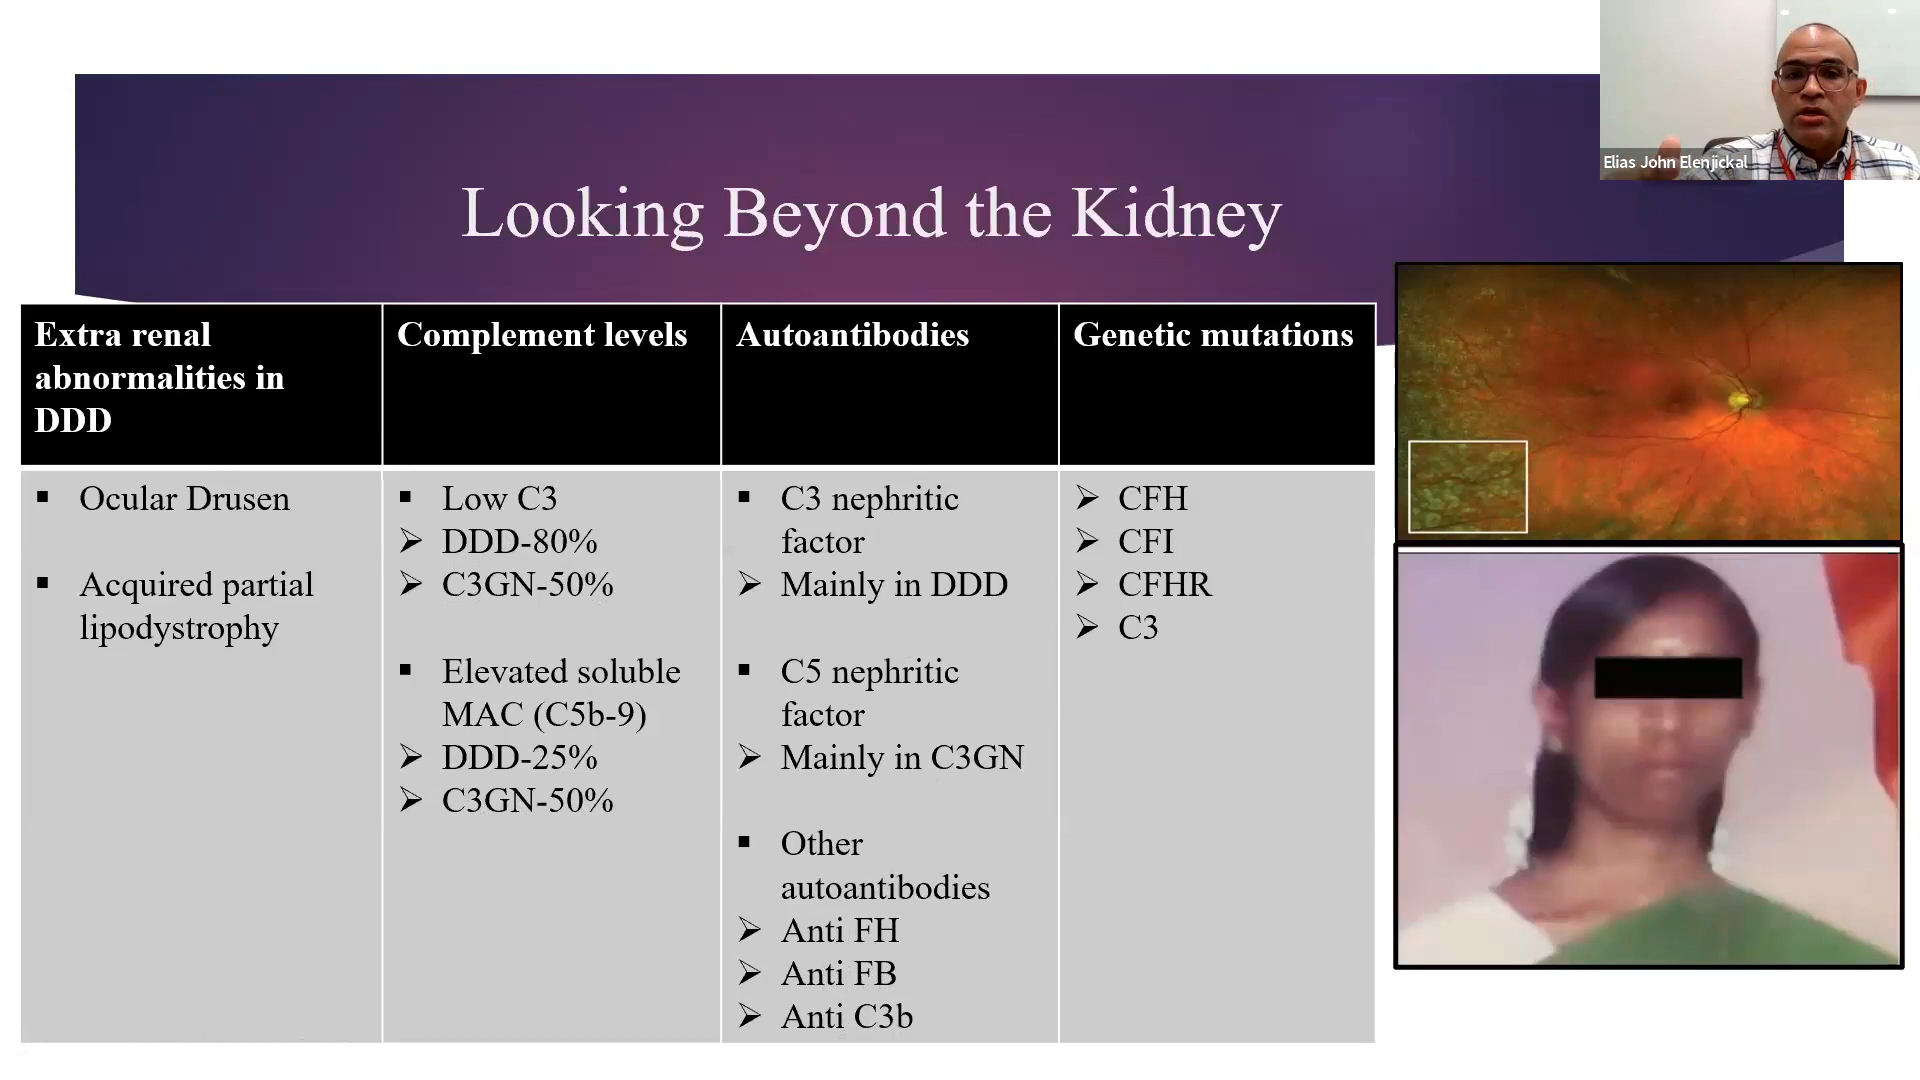 Elias John Elenjickal
Looking Beyond the Kidney
Extra renal
abnormalities in
DDD
Complement levels
Autoantibodies
Genetic mutations
▪ Ocular Drusen
▪ Acquired partial
lipodystrophy
▪ Low C3
➢ DDD-80%
➢ C3GN-50%
▪ Elevated soluble
MAC (C5b-9)
➢ DDD-25%
➢ C3GN-50%
▪ C3 nephritic
factor
➢ Mainly in DDD
▪ C5 nephritic
factor
➢ Mainly in C3GN
▪ Other
autoantibodies
➢ Anti FH
➢ Anti FB
➢ Anti C3b
➢ CFH
➢ CFI
➢ CFHR
➢ C3